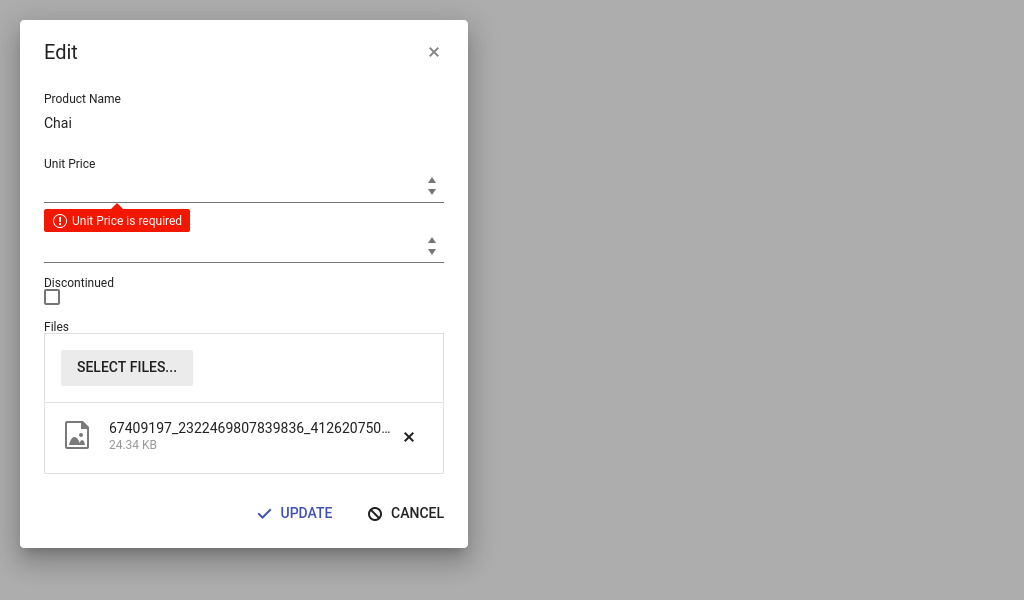 Edit
Product Name
Chai
Unit Price
Unit Price is required
Discontinued
Files
SELECT FILES...
67409197_2322469807839836_412620750...
24.34 KB
UPDATE
CANCEL